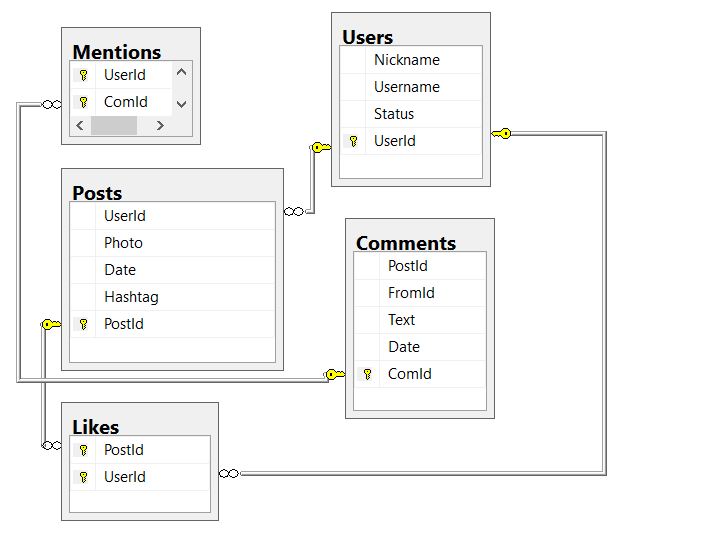 Mentions
UserId
ComId
Users
Nickname
Username
Status
UserId
Posts
UserId
Photo
Date
Hashtag
PostId
Comments
PostId
FromId
Text
Date
ComId
Likes
PostId
UserId